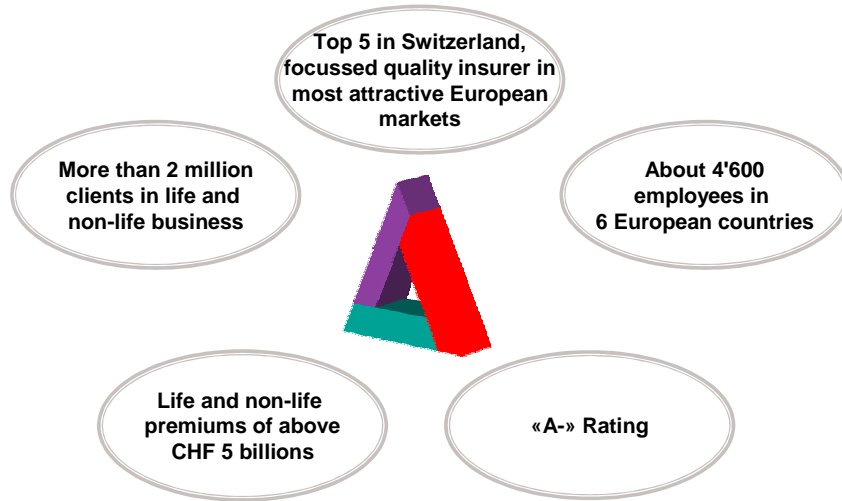 Top 5 in Switzerland,
focussed quality insurer in
most attractive European
markets
More than 2 million
clients in life and
non-life business
About 4'600
employees in
6 European countries
Life and non-life
premiums of above
CHF 5 billions
«A-» Rating